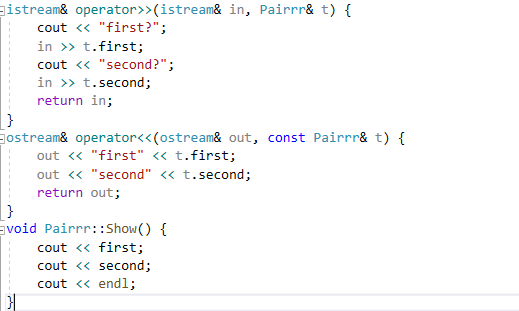 istream& operator>>(istream& in, Pairrr& t) {
    cout << "first?";
    in >> t.first;
    cout << "second?";
    in >> t.second;
    return in;
}
ostream& operator<<(ostream& out, const Pairrr& t) {
    out << "first" << t.first;
    out << "second" << t.second;
    return out;
}
void Pairrr::Show() {
    cout << first;
    cout << second;
    cout << endl;
}